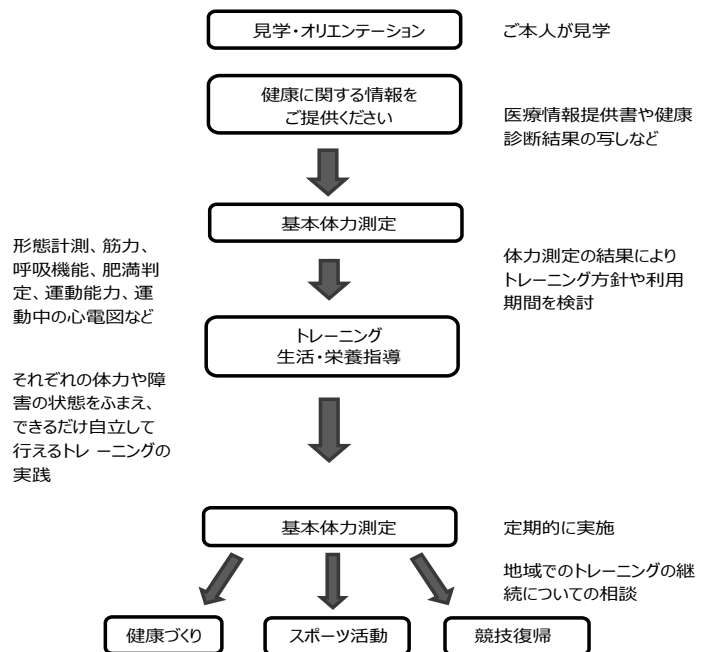 見学・オリエンテーション
ご本人が見学
健康に関する情報を
ご提供ください
医療情報提供書や健康
診断結果の写しなど
基本体力測定
形態計測、筋力、
呼吸機能、肥満判
定、運動能力、運
動中の心電図など
体力測定の結果により
トレーニング方針や利用
期間を検討
トレーニング
生活・栄養指導
それぞれの体力や障
害の状態をふまえ、
できるだけ自立して
行えるトレ ーニングの
実践
基本体力測定
定期的に実施
地域でのトレーニングの継
続についての相談
健康づくり
スポーツ活動
競技復帰